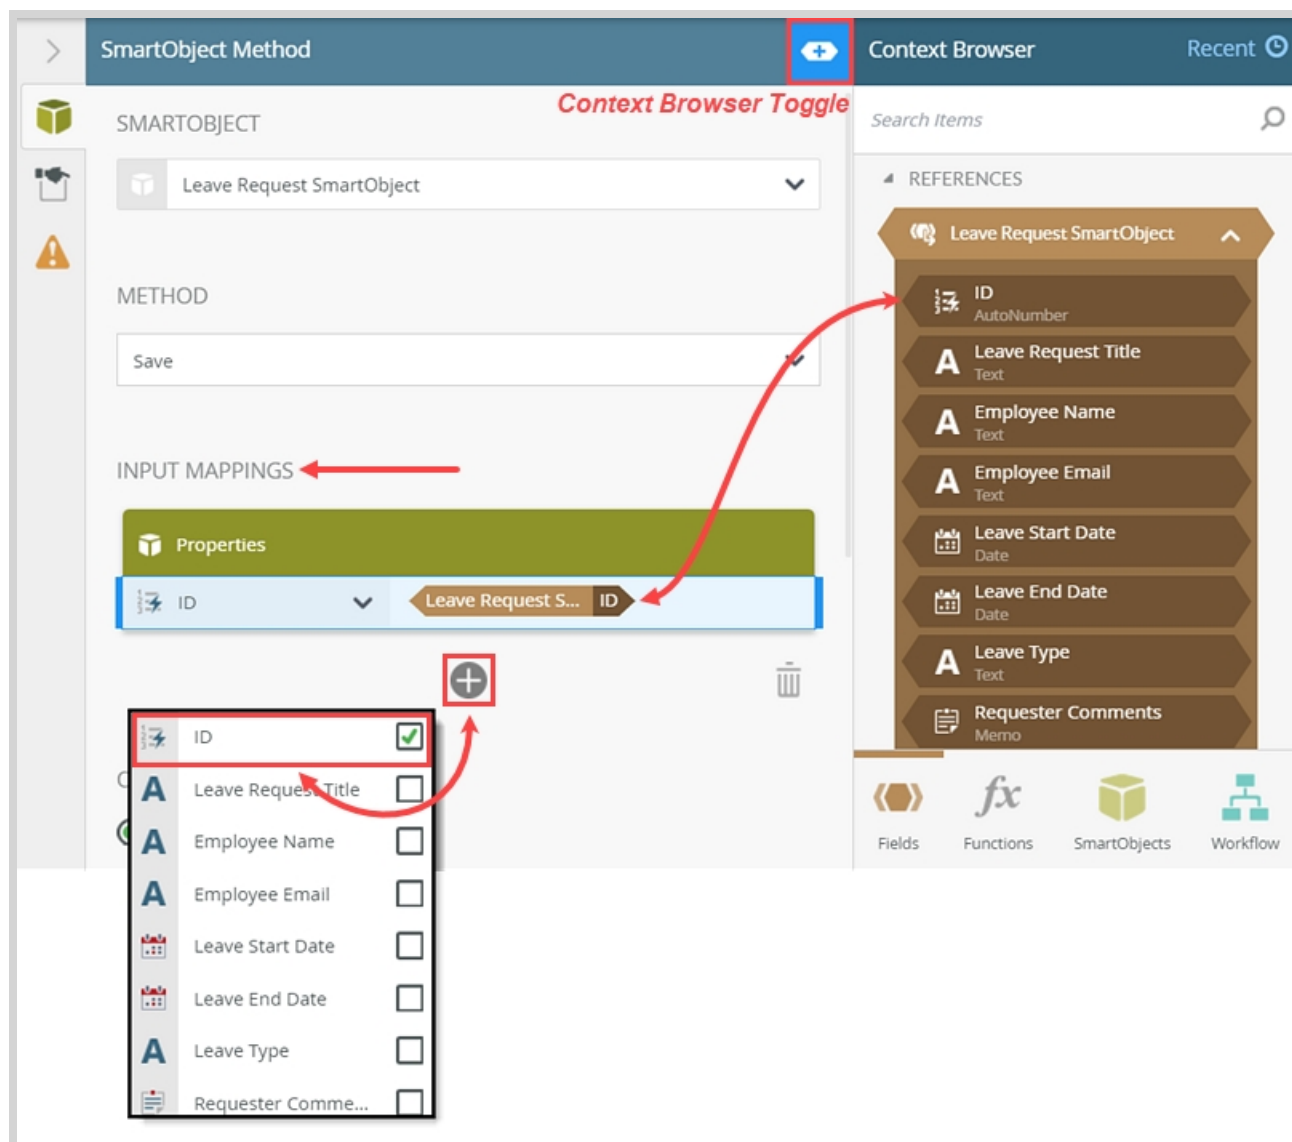 SmartObject Method
Context Browser
Recent
Context Browser Toggle
Search Items
SMARTOBJECT
Leave Request SmartObject
REFERENCES
Leave Request SmartObject
METHOD
Save
ID
AutoNumber
Leave Request Title
Text
Employee Name
Text
Employee Email
Text
Leave Start Date
Date
Leave End Date
Date
Leave Type
Text
Requester Comments
Memo
INPUT MAPPINGS
Properties
ID
Leave Request S... ID
ID
Leave Request Title
Employee Name
Employee Email
Leave Start Date
Leave End Date
Leave Type
Requester Comme...
Fields
fx
Functions
SmartObjects
Workflow